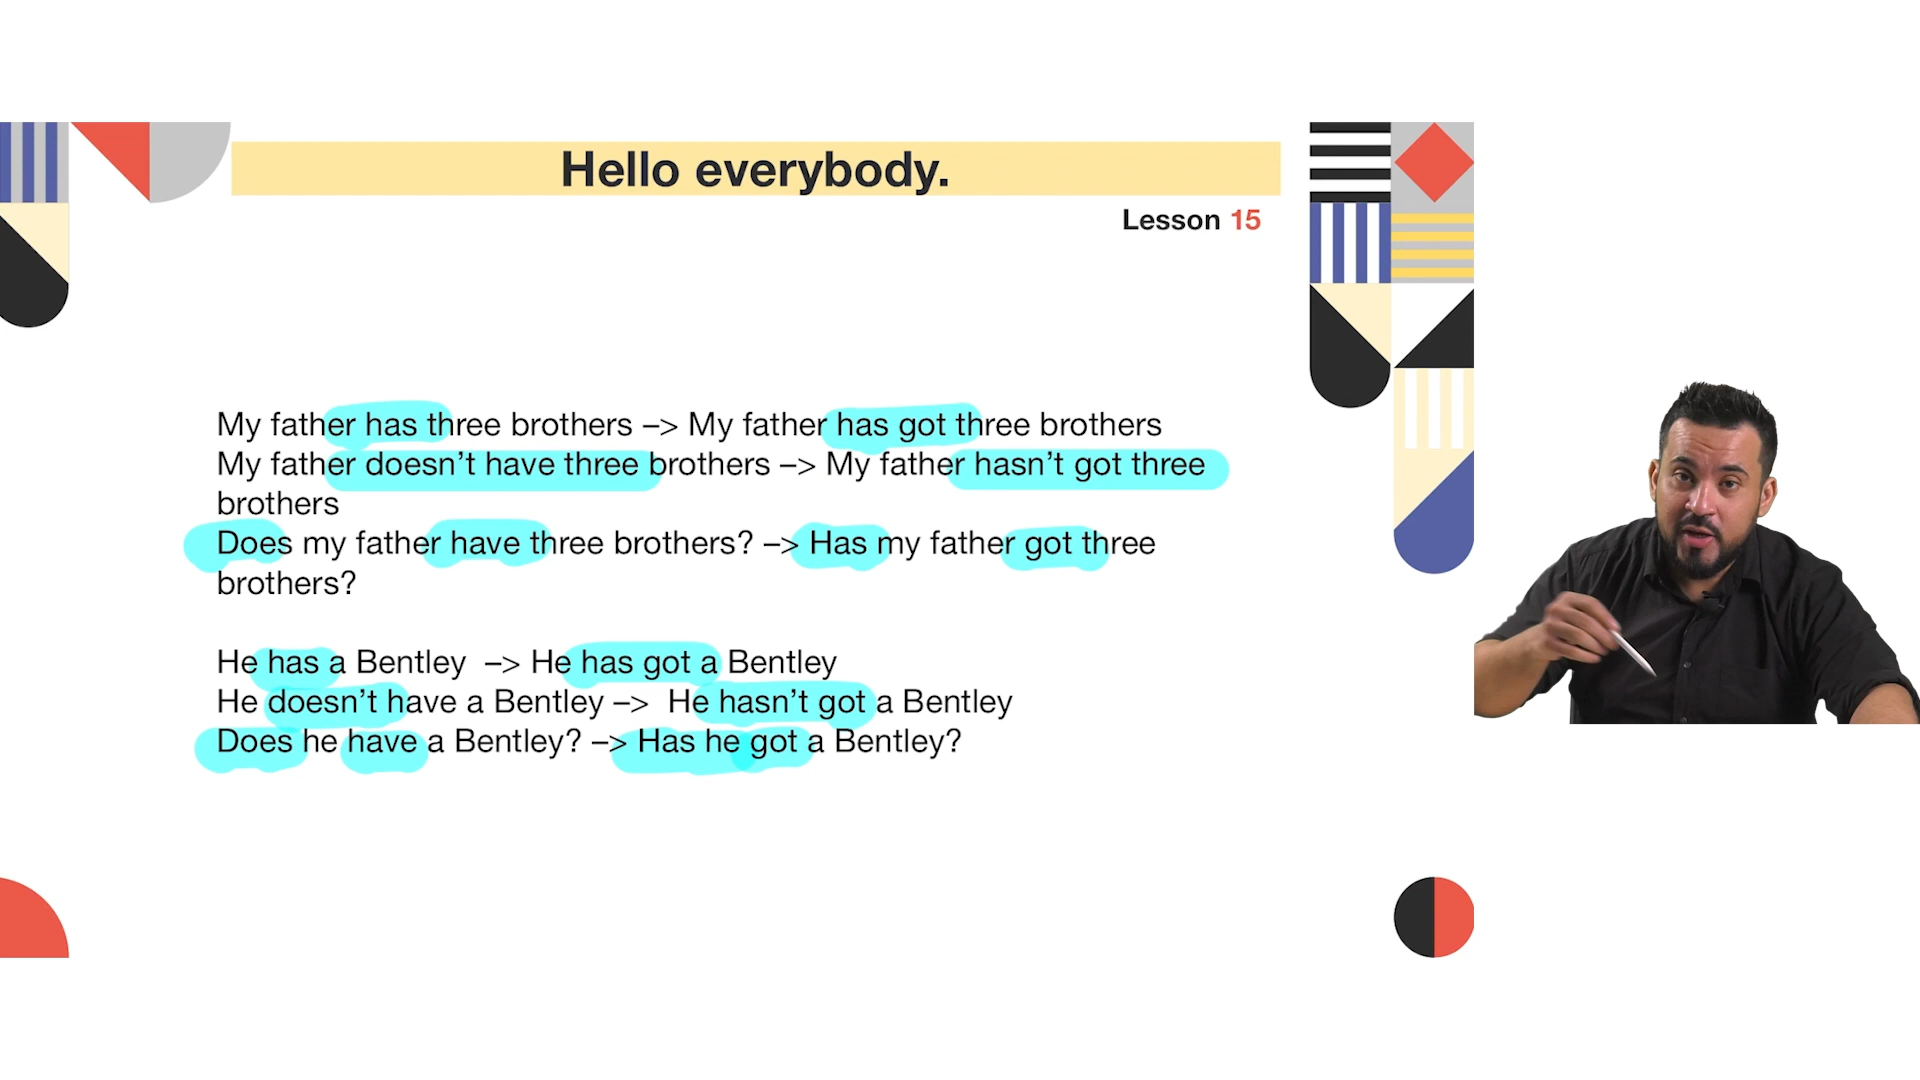 Hello everybody.
Lesson 15
My father has three brothers –> My father has got three brothers
My father doesn’t have three brothers –> My father hasn’t got three
brothers
Does my father have three brothers? –> Has my father got three
brothers?
He has a Bentley –> He has got a Bentley
He doesn’t have a Bentley –> He hasn’t got a Bentley
Does he have a Bentley? –> Has he got a Bentley?